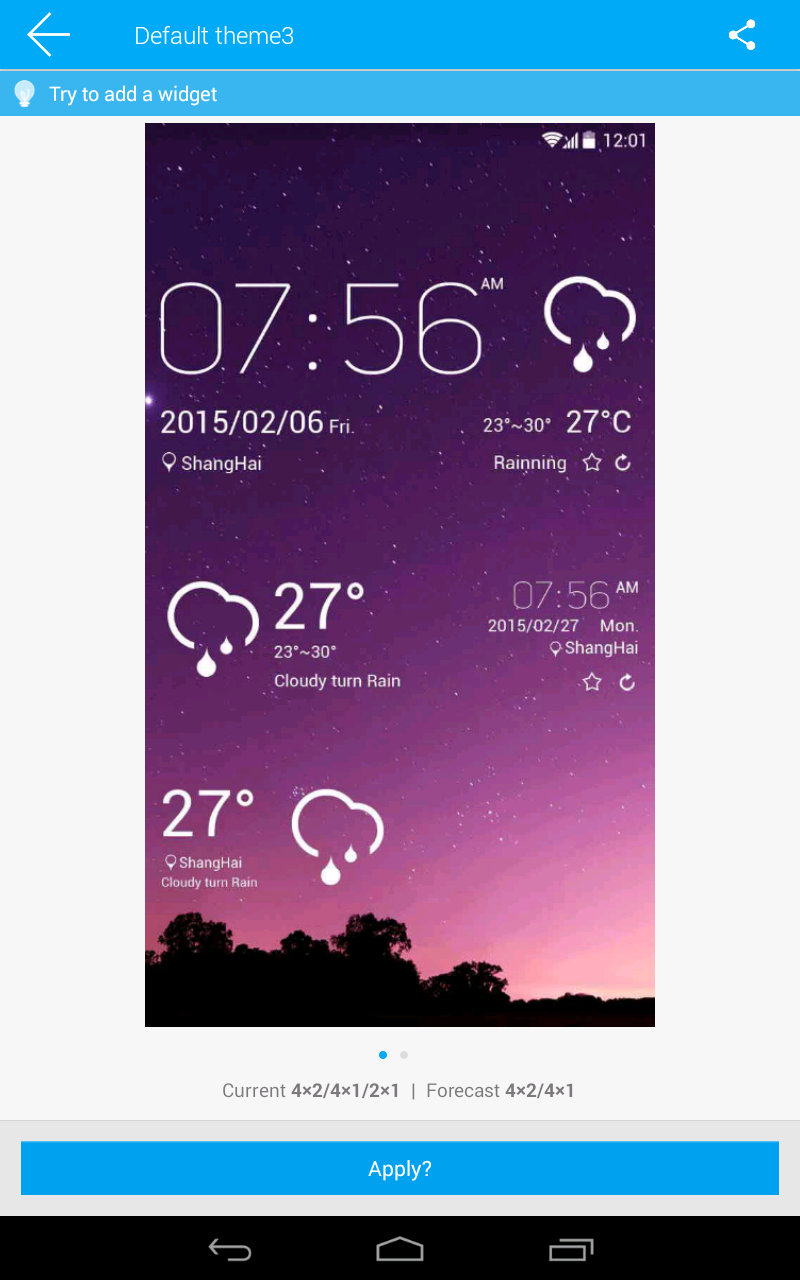 Default theme3
Try to add a widget
12:01
07:56 AM
2015/02/06 Fri.
23°~30° 27°C
ShangHai
Rainning
27°
23°~30°
Cloudy turn Rain
07:56 AM
2015/02/27 Mon.
ShangHai
27°
ShangHai
Cloudy turn Rain
Current 4×2/4×1/2×1 | Forecast 4×2/4×1
Apply?